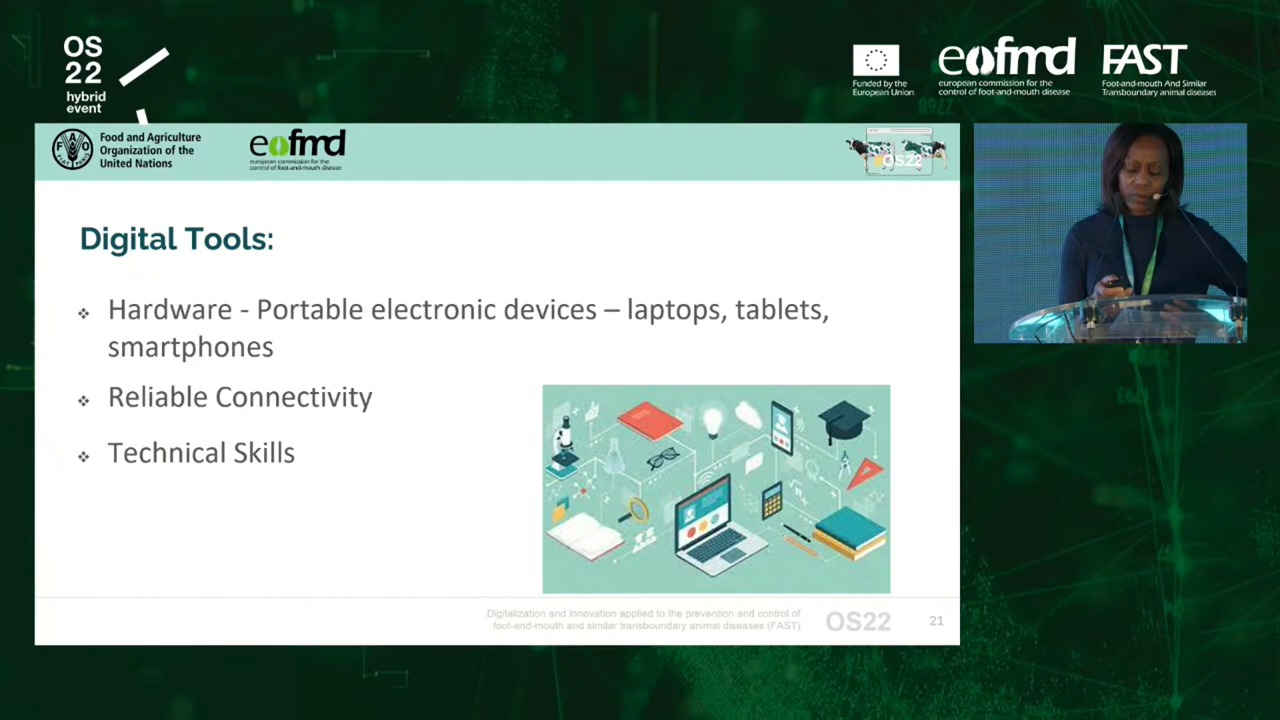 OS
22
hybrid
event
Funded by the
European Union
eofmd
european commission for the
control of foot-and-mouth disease
FAST
Foot-and-mouth And Similar
Transboundary animal diseases
FAO
FIAT PANIS
Food and Agriculture
Organization of the
United Nations
eofmd
european commission for the
control of foot-and-mouth disease
OS22
Digital Tools:
❖ Hardware - Portable electronic devices – laptops, tablets,
smartphones
❖ Reliable Connectivity
❖ Technical Skills
Digitalization and innovation applied to the prevention and control of
foot-and-mouth and similar transboundary animal diseases (FAST)
OS22
21